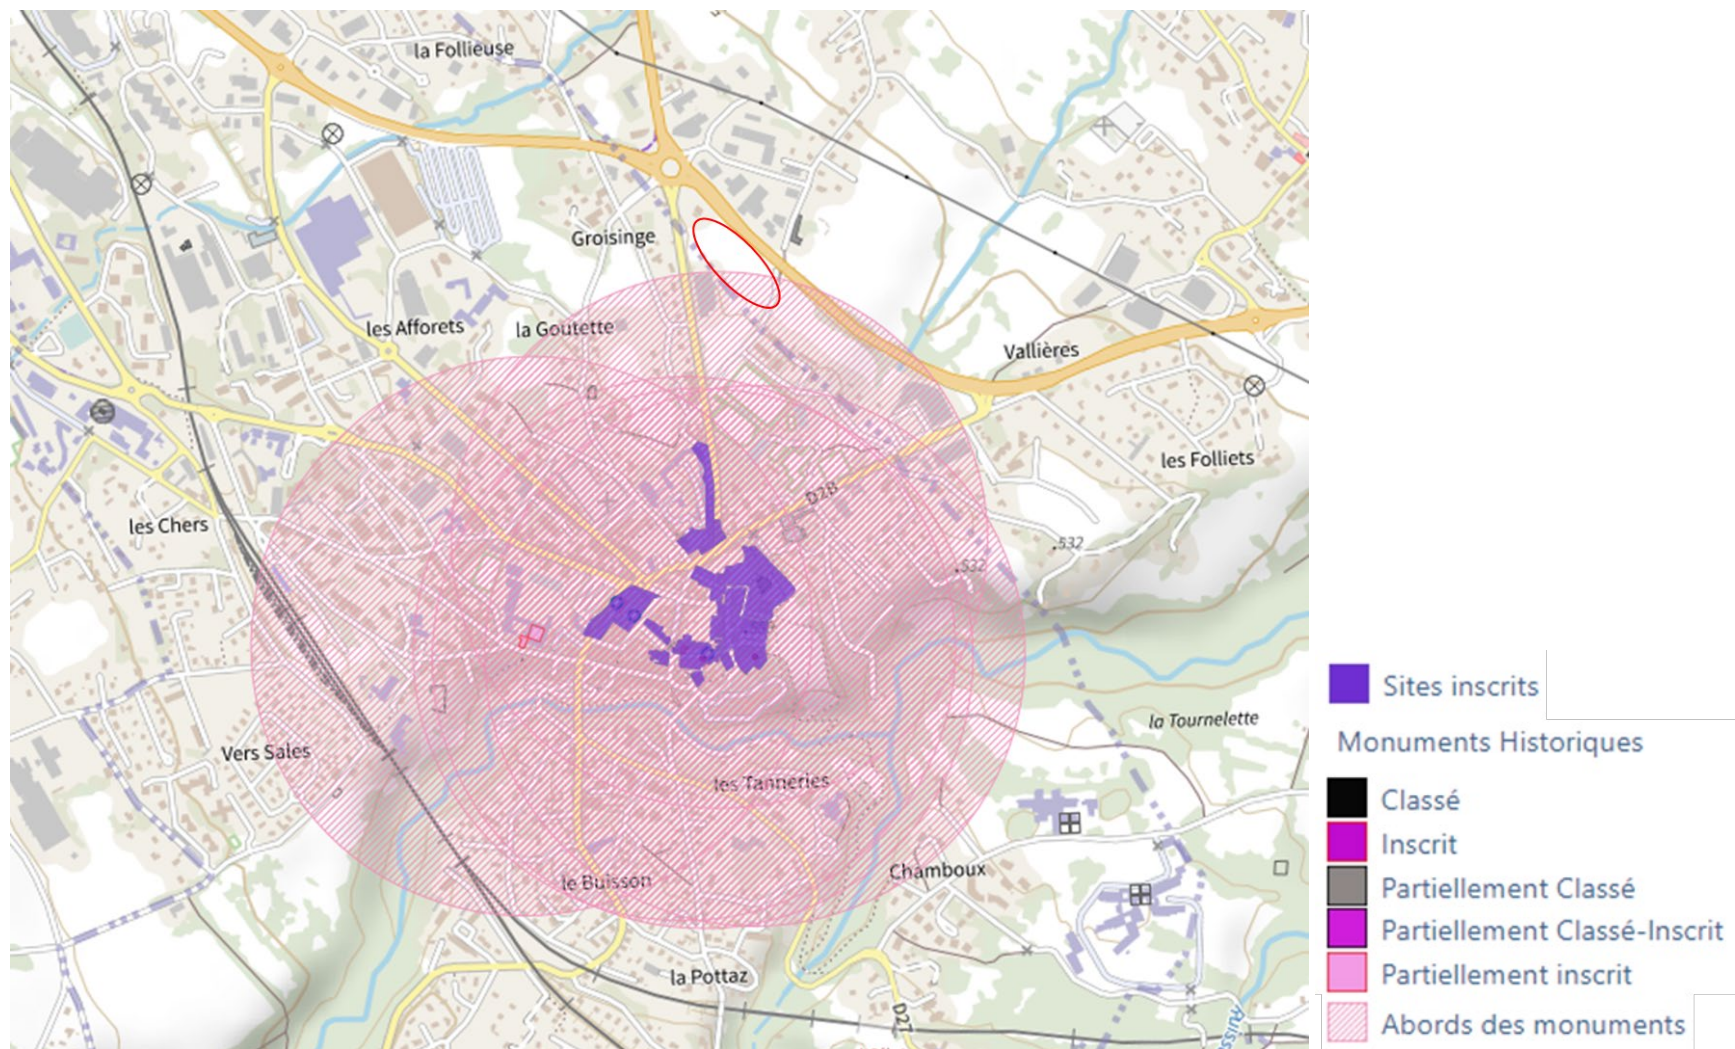 la Follieuse
Groisinge
les Afforets
la Goutette
Vallières
les Folliets
D2B
les Chers
532
532
Vers Sales
la Tournelette
les Tanneries
le Buisson
Chamboux
la Pottaz
D27
Sites inscrits
Monuments Historiques
Classé
Inscrit
Partiellement Classé
Partiellement Classé-Inscrit
Partiellement inscrit
Abords des monuments